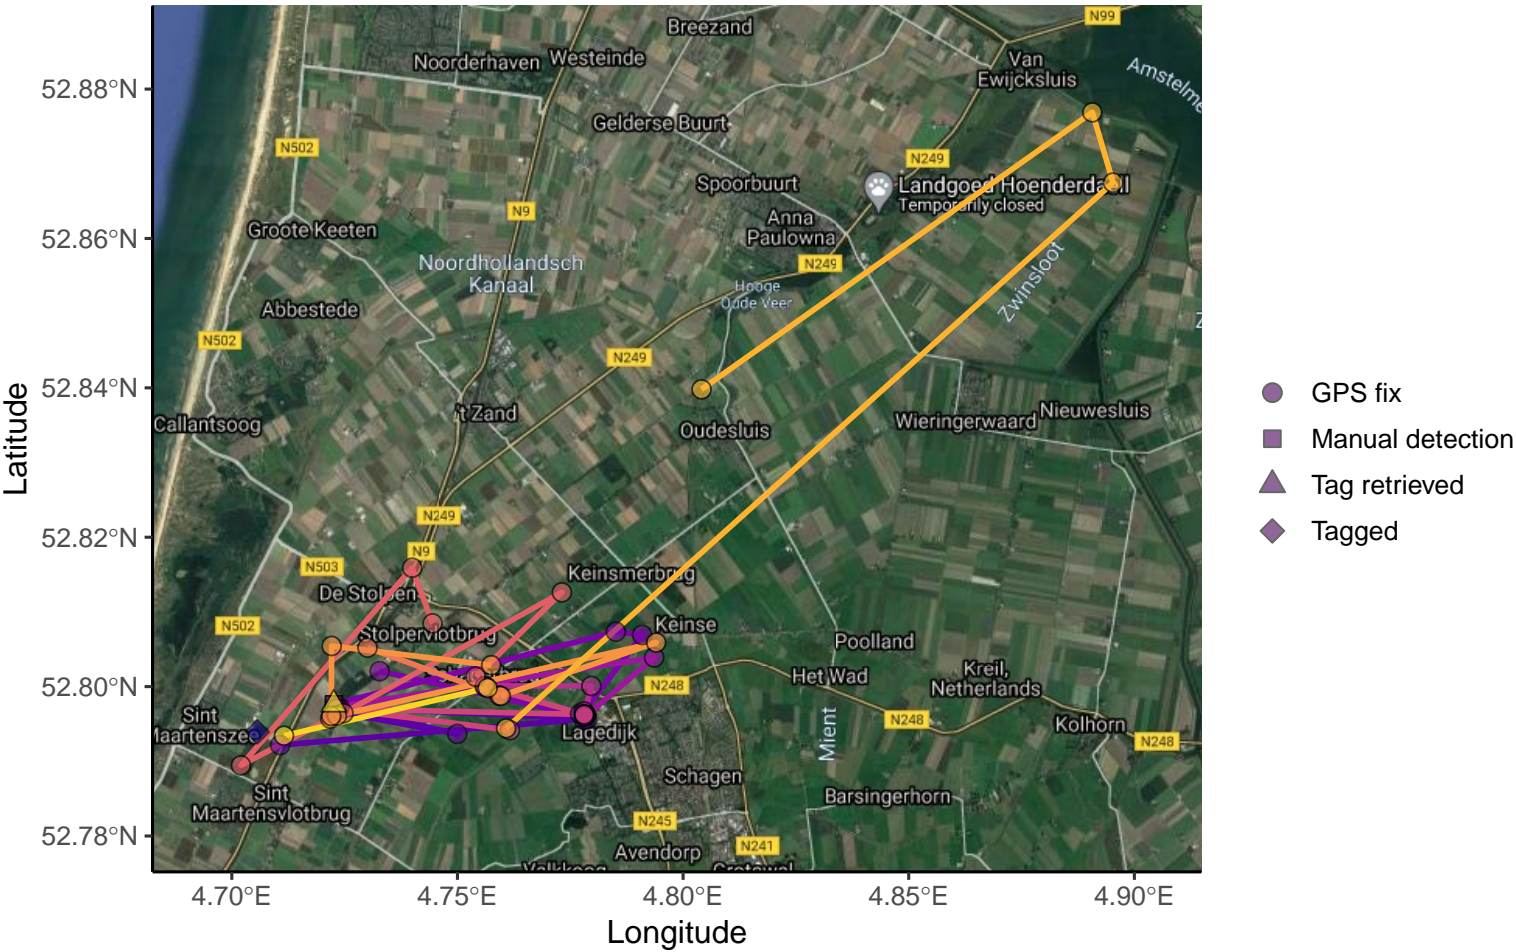 Breezand
N99
Noorderhaven
Westeinde
Van
Ewijcksluis
52.88°N
Gelderse Buurt
N502
N249
Spoorbuurt
Landgoed Hoenderdaell
Temporarily closed
N9
Anna
Paulowna
Groote Keeten
52.86°N
Noordhollandsch
Kanaal
N249
Zwinsloot
Hooge
Oude Veer
Abbestede
N502
N249
52.84°N
't Zand
Callantsoog
Oudesluis
Wieringerwaard
Nieuwesluis
N249
52.82°N
N9
N503
Keinsmerbrug
De Stolpen
N502
Stolpervlotbrug
Keinse
Poolland
Het Wad
Kreil,
Netherlands
52.80°N
N248
Sint
Maartenszee
Lagedijk
Mient
N248
Kolhorn
N248
Schagen
Sint
Maartensvlotbrug
Barsingerhorn
52.78°N
N245
N241
Avendorp
4.70°E
4.75°E
4.80°E
4.85°E
4.90°E
Longitude
Latitude
GPS fix
Manual detection
Tag retrieved
Tagged